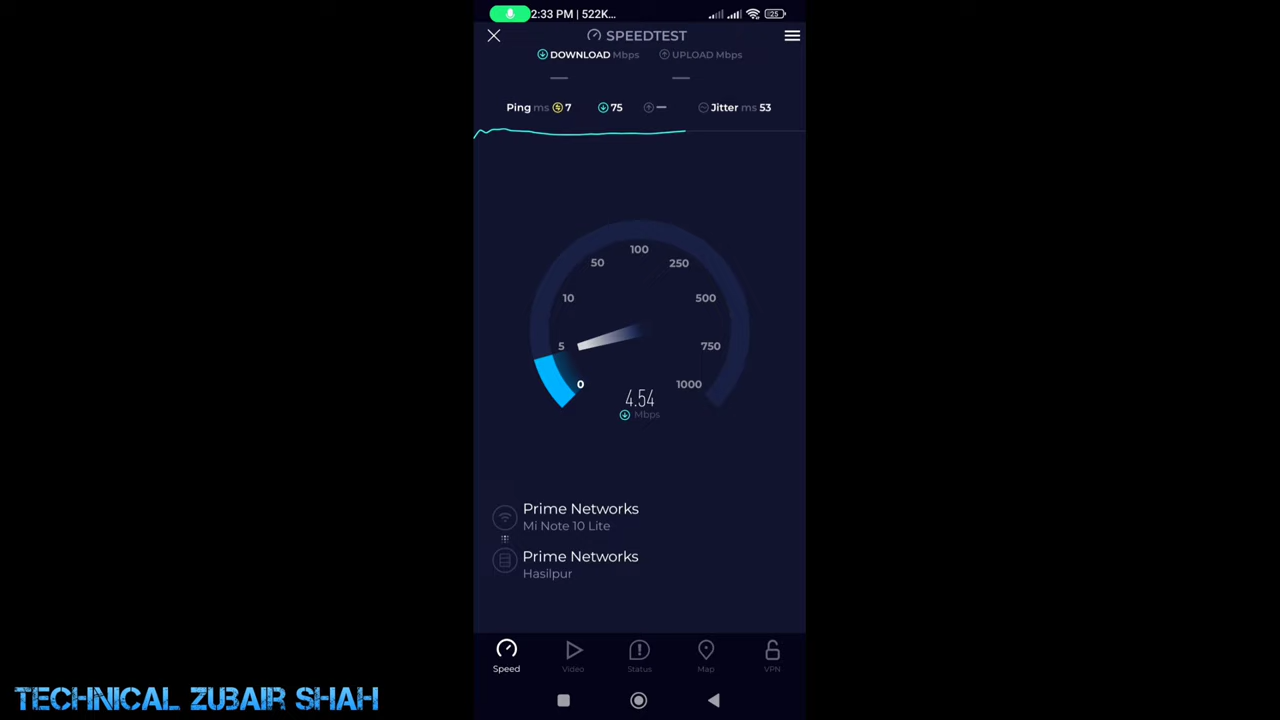 2:33 PM | 522K...
25
SPEEDTEST
DOWNLOAD Mbps UPLOAD Mbps
— —
Ping ms 7 75 — Jitter ms 53
100
50 250
10 500
5 750
0 1000
4.54
Mbps
Prime Networks
Mi Note 10 Lite
Prime Networks
Hasilpur
Speed Video Status Map VPN
TECHNICAL ZUBAIR SHAH